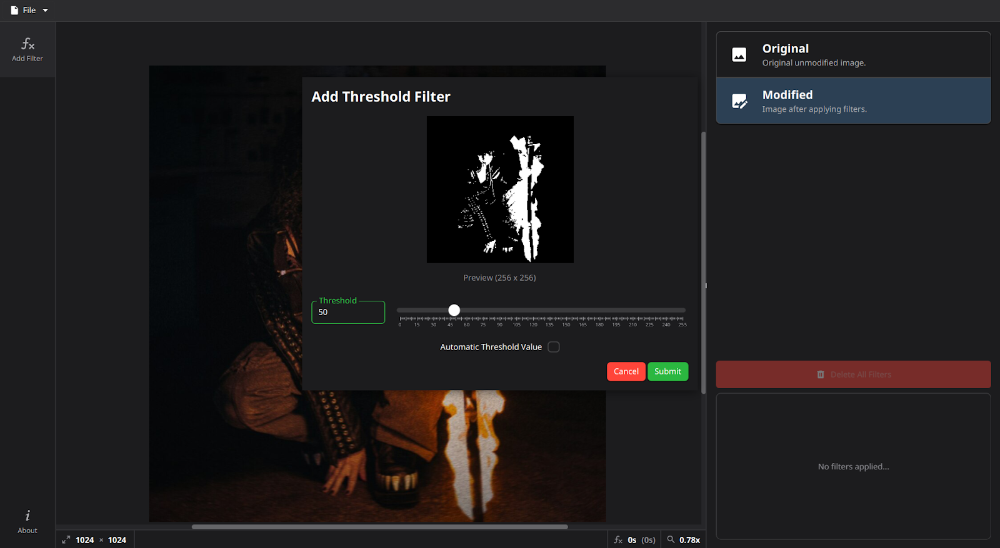 File
Add Filter
Original
Original unmodified image.
Modified
Image after applying filters.
Add Threshold Filter
Preview (256 x 256)
Threshold
50
0 15 30 45 60 75 90 105 120 135 150 165 180 195 210 225 240 255
Automatic Threshold Value
Cancel Submit
Delete All Filters
No filters applied...
About
1024 × 1024
0s (0s)
0.78x